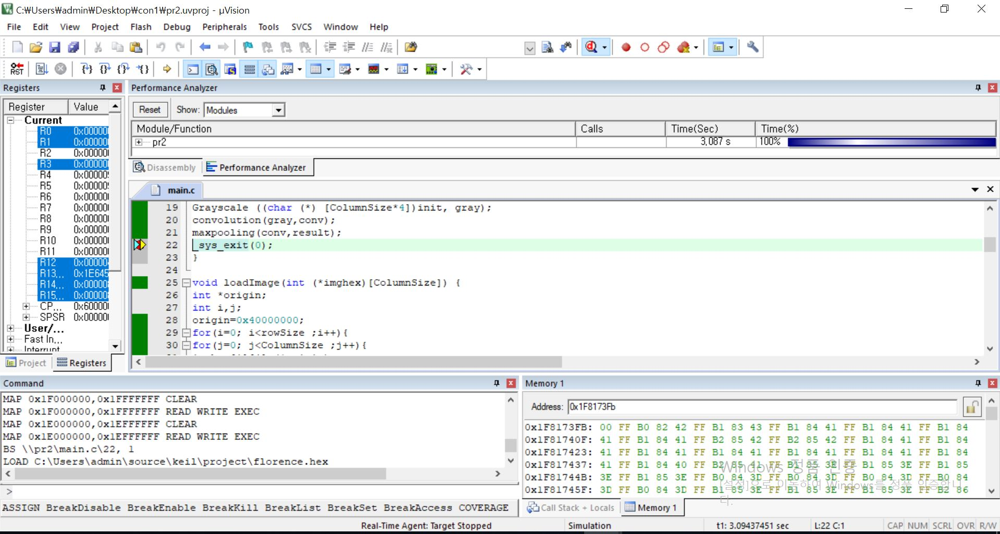 C:₩Users₩admin₩Desktop₩con1₩pr2.uvproj - µVision
File Edit View Project Flash Debug Peripherals Tools SVCS Window Help
RST
Registers
Register Value
Current
R0 0x00000
R1 0x00000
R2 0x00000
R3 0x00000
R4 0x00000
R5 0x00000
R6 0x00000
R7 0x00000
R8 0x00000
R9 0x00000
R10 0x00000
R11 0x00000
R12 0x00000
R13... 0x1E645
R14... 0x00000
R15... 0x00000
CP... 0x60000
SPSR 0x00000
User/...
Fast In...
Interrupt
Project Registers
Performance Analyzer
Reset Show: Modules
Module/Function Calls Time(Sec) Time(%)
pr2 3,087 s 100%
Disassembly Performance Analyzer
main.c
19 Grayscale ((char (*) [ColumnSize*4])init, gray);
20 convolution(gray,conv);
21 maxpooling(conv,result);
22 _sys_exit(0);
23 }
24
25 void loadImage(int (*imghex)[ColumnSize]) {
26 int *origin;
27 int i,j;
28 origin=0x40000000;
29 for(i=0; i<rowSize ;i++){
30 for(j=0; j<ColumnSize ;j++){
Command
MAP 0x1F000000,0x1FFFFFFF CLEAR
MAP 0x1F000000,0x1FFFFFFF READ WRITE EXEC
MAP 0x1E000000,0x1EFFFFFF CLEAR
MAP 0x1E000000,0x1EFFFFFF READ WRITE EXEC
BS \\pr2\main.c\22, 1
LOAD C:\Users\admin\source\keil\project\florence.hex
>
ASSIGN BreakDisable BreakEnable BreakKill BreakList BreakSet BreakAccess COVERAGE
Memory 1
Address: 0x1F8173Fb
0x1F8173FB: 00 FF B0 82 42 FF B1 83 43 FF B1 84 41 FF B1 84 41 FF B1 84
0x1F81740F: 41 FF B1 84 41 FF B2 85 42 FF B2 85 42 FF B1 84 41 FF B1 84
0x1F817423: 41 FF B1 84 41 FF B1 84 41 FF B1 84 41 FF B1 84 41 FF B1 84
0x1F817437: 41 FF B1 84 40 FF B1 85 41 FF B1 85 3E FF B1 85 3E FF B1 85
0x1F81744B: 3E FF B1 85 3E FF B0 84 3D FF B0 84 3D FF B0 84 3D FF B0 84
0x1F81745F: 3D FF B0 84 3D FF B1 85 3E FF B1 85 3E FF B1 85 3E FF B2 86
Windows 정품 인증
[설정]으로 이동하여 Windows를 정품 인증합니
다.
Call Stack + Locals Memory 1
Real-Time Agent: Target Stopped Simulation t1: 3.09437451 sec L:22 C:1 CAP NUM SCRL OVR R/W